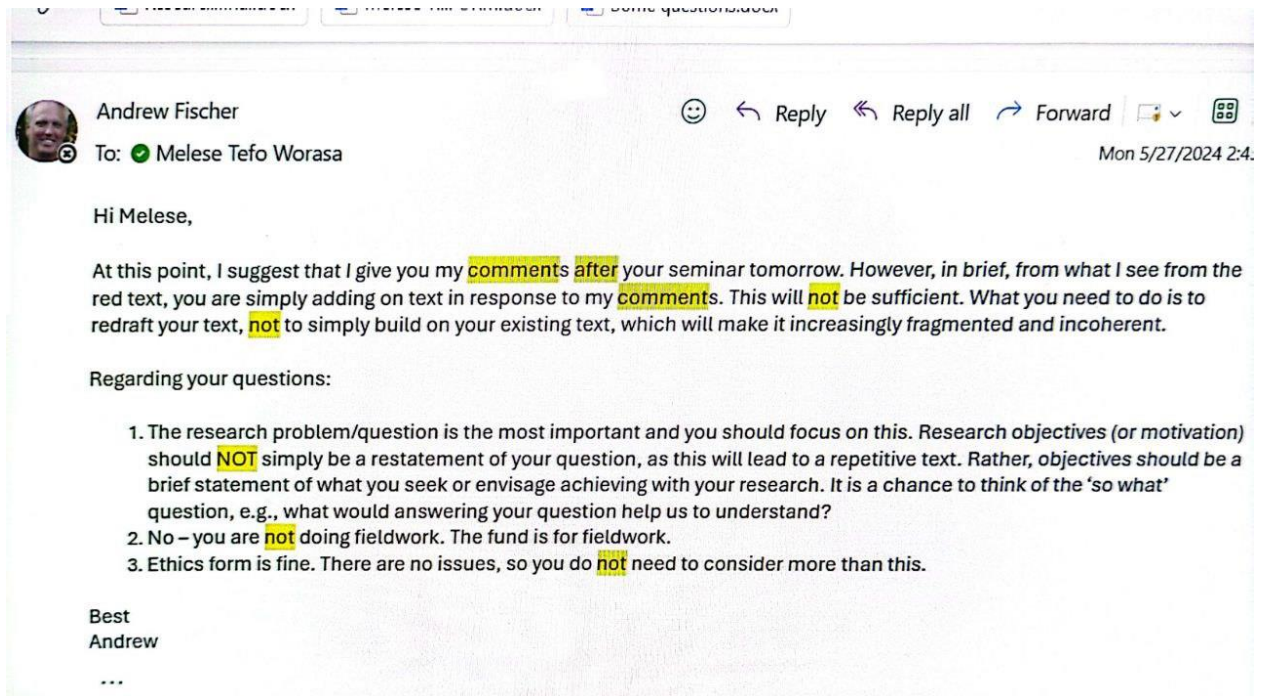 Andrew Fischer
Reply Reply all Forward
To: Melese Tefo Worasa
Mon 5/27/2024
Hi Melese,
At this point, I suggest that I give you my comments after your seminar tomorrow. However, in brief, from what I see from the
red text, you are simply adding on text in response to my comments. This will not be sufficient. What you need to do is to
redraft your text, not to simply build on your existing text, which will make it increasingly fragmented and incoherent.
Regarding your questions:
1. The research problem/question is the most important and you should focus on this. Research objectives (or motivation)
should NOT simply be a restatement of your question, as this will lead to a repetitive text. Rather, objectives should be a
brief statement of what you seek or envisage achieving with your research. It is a chance to think of the ‘so what’
question, e.g., what would answering your question help us to understand?
2. No – you are not doing fieldwork. The fund is for fieldwork.
3. Ethics form is fine. There are no issues, so you do not need to consider more than this.
Best
Andrew
...